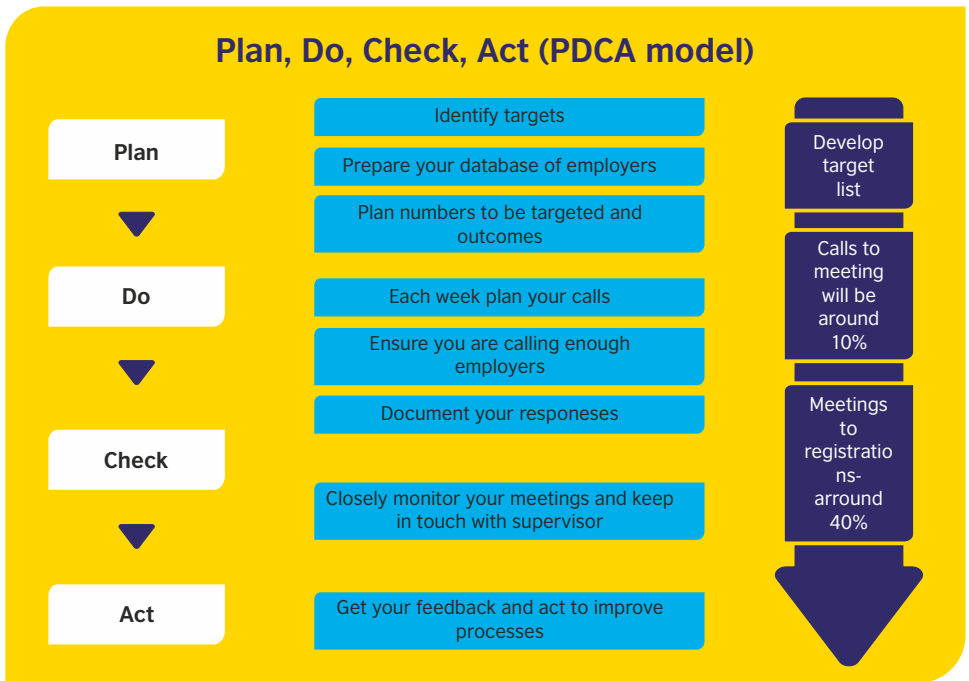 Plan, Do, Check, Act (PDCA model)
Plan
Identify targets
Prepare your database of employers
Plan numbers to be targeted and
outcomes
Do
Each week plan your calls
Ensure you are calling enough
employers
Document your responeses
Check
Closely monitor your meetings and keep
in touch with supervisor
Act
Get your feedback and act to improve
processes
Develop
target
list
Calls to
meeting
will be
around
10%
Meetings
to
registratio
ns-
arround
40%